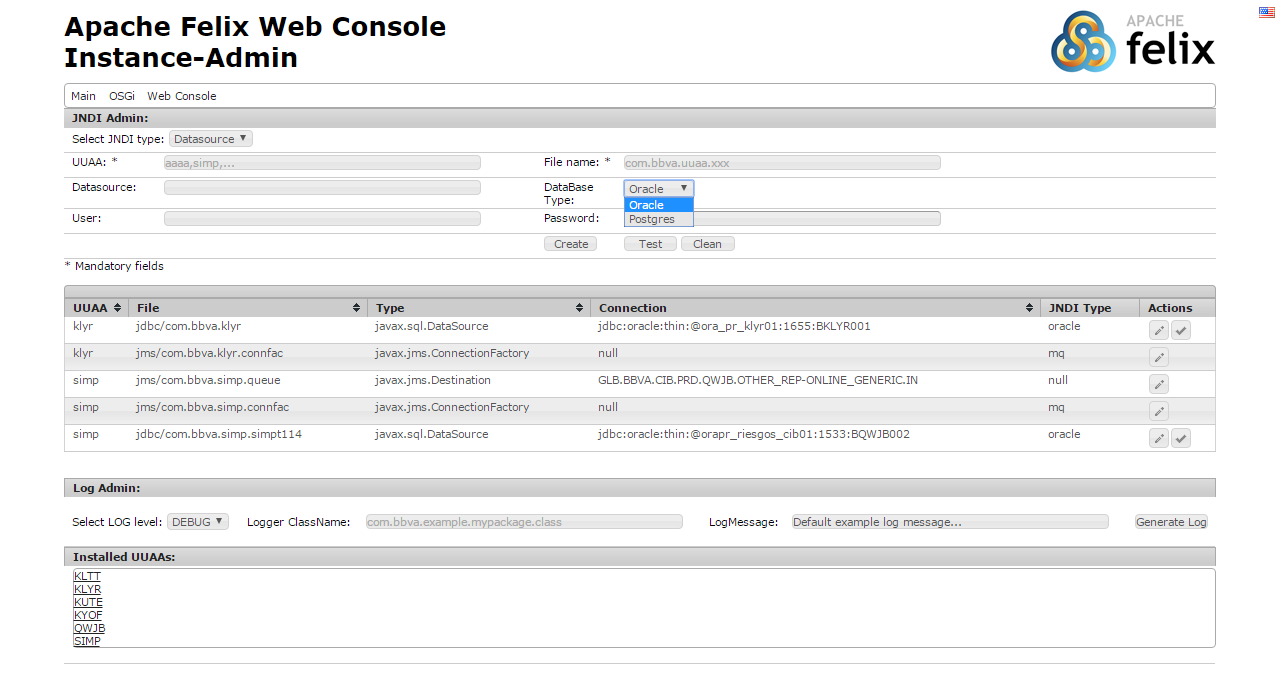 Apache Felix Web Console
Instance-Admin
APACHE
felix
Main OSGi Web Console
JNDI Admin:
Select JNDI type: Datasource
UUAA: * aaaa,simp,... File name: * com.bbva.uuaa.xxx
Datasource: DataBase Type: Oracle
Oracle
Postgres
User: Password:
Create Test Clean
* Mandatory fields
UUAA File Type Connection JNDI Type Actions
klyr jdbc/com.bbva.klyr javax.sql.DataSource jdbc:oracle:thin:@ora_pr_klyr01:1655:BKLYR001 oracle
klyr jms/com.bbva.klyr.connfac javax.jms.ConnectionFactory null mq
simp jms/com.bbva.simp.queue javax.jms.Destination GLB.BBVA.CIB.PRD.QWJB.OTHER_REP-ONLINE_GENERIC.IN null
simp jms/com.bbva.simp.connfac javax.jms.ConnectionFactory null mq
simp jdbc/com.bbva.simp.simpt114 javax.sql.DataSource jdbc:oracle:thin:@orapr_riesgos_cib01:1533:BQWJB002 oracle
Log Admin:
Select LOG level: DEBUG Logger ClassName: com.bbva.example.mypackage.class LogMessage: Default example log message... Generate Log
Installed UUAAs:
KLTT
KLYR
KUTE
KYOF
QWJB
SIMP